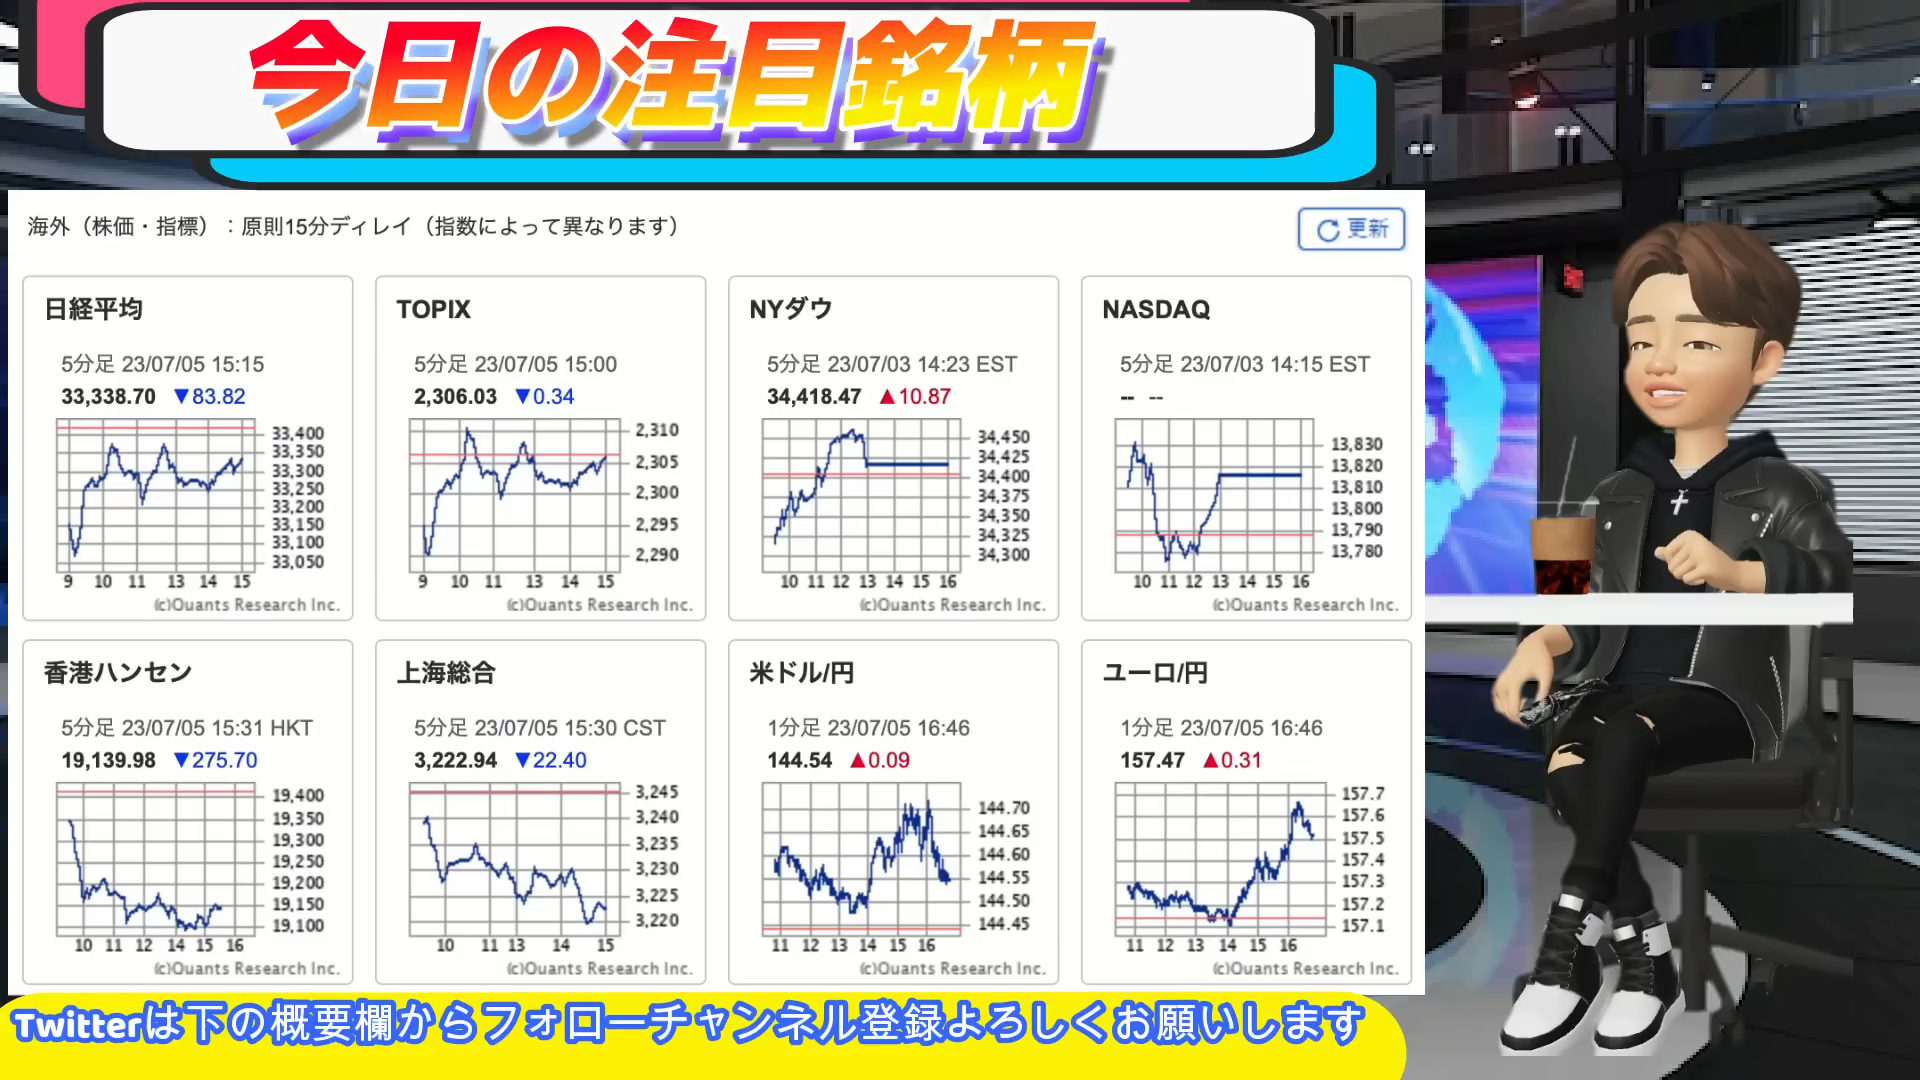 今日の注目銘柄
海外（株価・指標）：原則15分ディレイ（指数によって異なります）
更新
日経平均
5分足 23/07/05 15:15
33,338.70 ▼83.82
33,400
33,350
33,300
33,250
33,200
33,150
33,100
33,050
9 10 11 13 14 15
(c)Quants Research Inc.
TOPIX
5分足 23/07/05 15:00
2,306.03 ▼0.34
2,310
2,305
2,300
2,295
2,290
9 10 11 13 14 15
(c)Quants Research Inc.
NYダウ
5分足 23/07/03 14:23 EST
34,418.47 ▲10.87
34,450
34,425
34,400
34,375
34,350
34,325
34,300
10 11 12 13 14 15 16
(c)Quants Research Inc.
NASDAQ
5分足 23/07/03 14:15 EST
-- --
13,830
13,820
13,810
13,800
13,790
13,780
10 11 12 13 14 15 16
(c)Quants Research Inc.
香港ハンセン
5分足 23/07/05 15:31 HKT
19,139.98 ▼275.70
19,400
19,350
19,300
19,250
19,200
19,150
19,100
10 11 12 14 15 16
(c)Quants Research Inc.
上海総合
5分足 23/07/05 15:30 CST
3,222.94 ▼22.40
3,245
3,240
3,235
3,230
3,225
3,220
10 11 13 14 15
(c)Quants Research Inc.
米ドル/円
1分足 23/07/05 16:46
144.54 ▲0.09
144.70
144.65
144.60
144.55
144.50
144.45
11 12 13 14 15 16
(c)Quants Research Inc.
ユーロ/円
1分足 23/07/05 16:46
157.47 ▲0.31
157.7
157.6
157.5
157.4
157.3
157.2
157.1
11 12 13 14 15 16
(c)Quants Research Inc.
Twitterは下の概要欄からフォローチャンネル登録よろしくお願いします